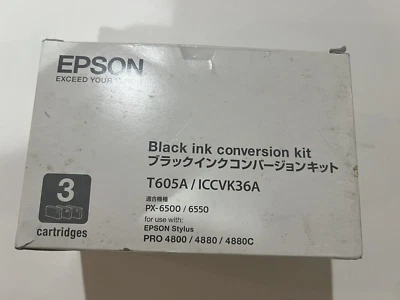 EPSON
EXCEED YOUR
Black ink conversion kit
ブラックインクコンバージョンキット
T605A / ICCVK36A
適合機種
PX-6500 / 6550
for use with:
EPSON Stylus
PRO 4800 / 4880 / 4880C
3
cartridges